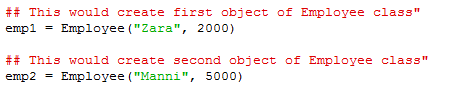 ## This would create first object of Employee class"
emp1 = Employee("Zara", 2000)
## This would create second object of Employee class"
emp2 = Employee("Manni", 5000)